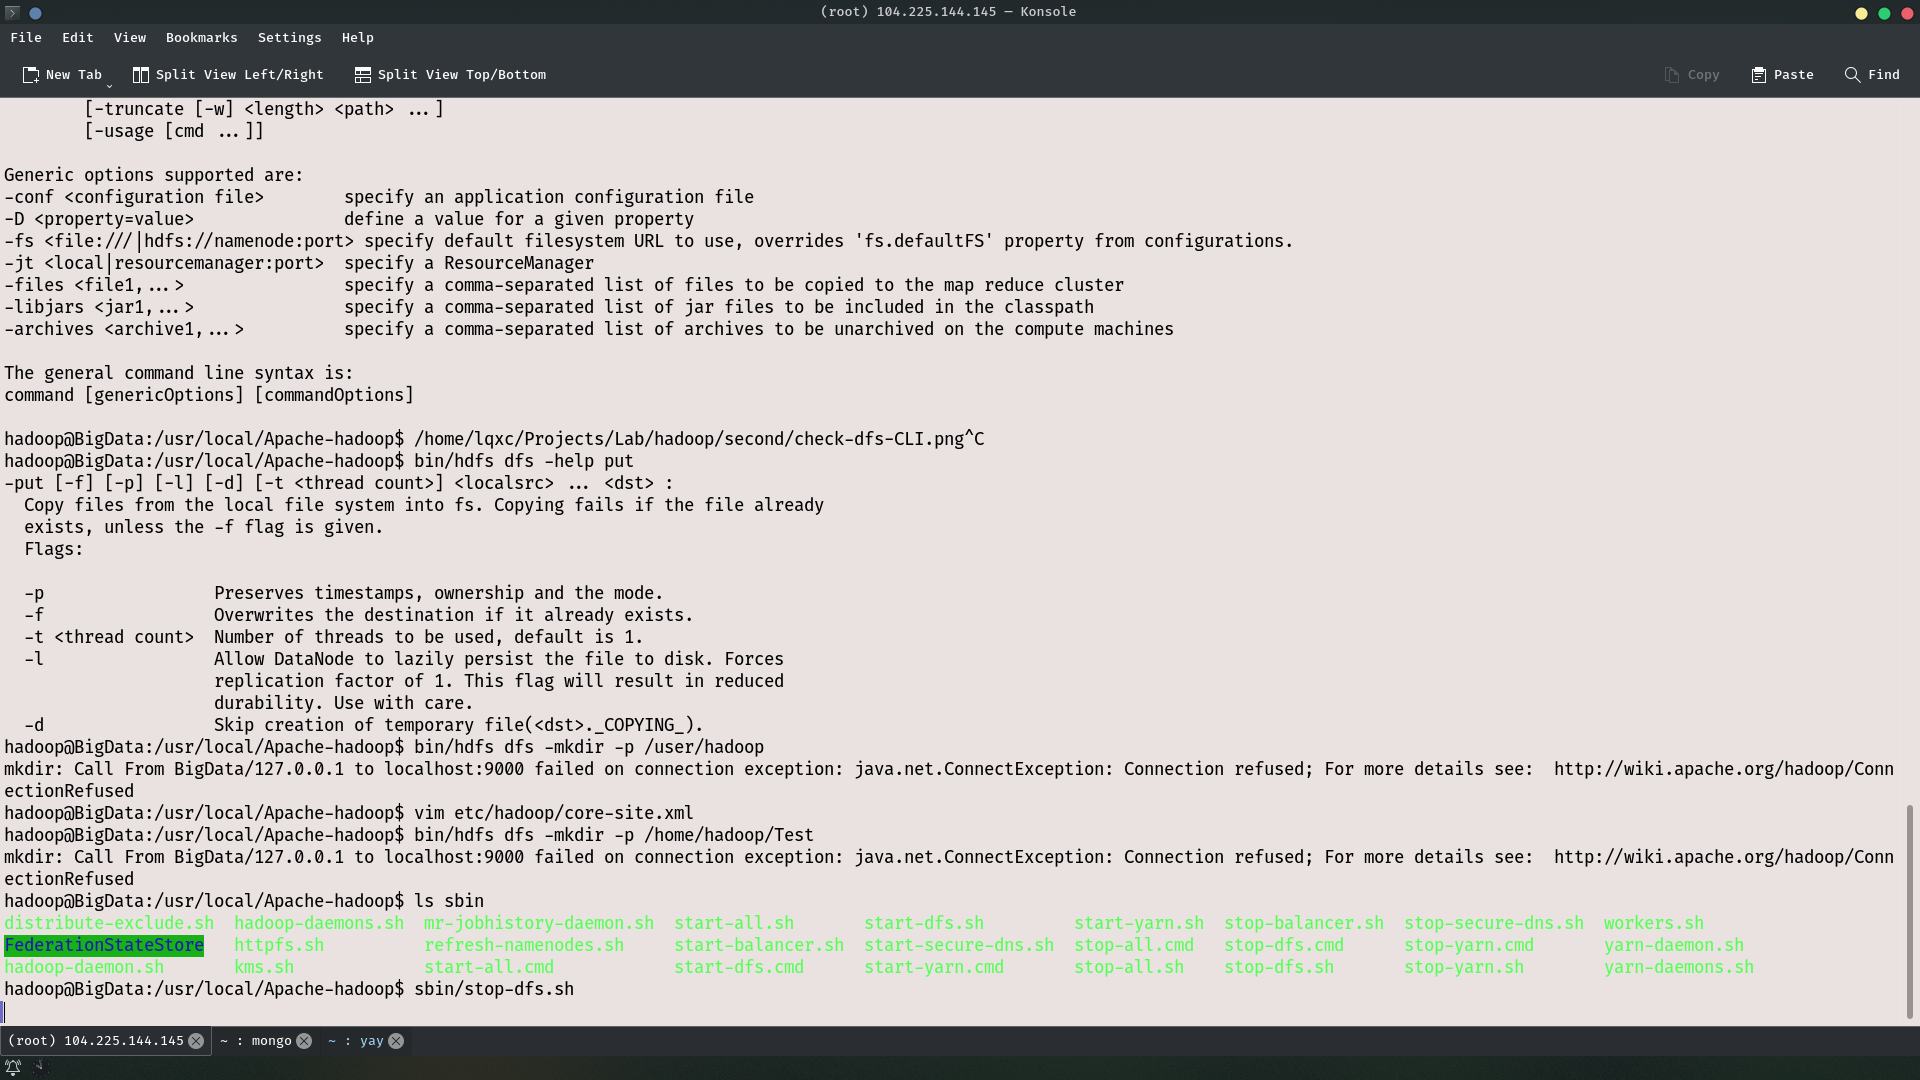 (root) 104.225.144.145 — Konsole
File Edit View Bookmarks Settings Help
New Tab Split View Left/Right Split View Top/Bottom Copy Paste Find
[-truncate [-w] <length> <path> ...]
[-usage [cmd ...]]
Generic options supported are:
-conf <configuration file> specify an application configuration file
-D <property=value> define a value for a given property
-fs <file:///|hdfs://namenode:port> specify default filesystem URL to use, overrides 'fs.defaultFS' property from configurations.
-jt <local|resourcemanager:port> specify a ResourceManager
-files <file1,...> specify a comma-separated list of files to be copied to the map reduce cluster
-libjars <jar1,...> specify a comma-separated list of jar files to be included in the classpath
-archives <archive1,...> specify a comma-separated list of archives to be unarchived on the compute machines
The general command line syntax is:
command [genericOptions] [commandOptions]
hadoop@BigData:/usr/local/Apache-hadoop$ /home/lqxc/Projects/Lab/hadoop/second/check-dfs-CLI.png^C
hadoop@BigData:/usr/local/Apache-hadoop$ bin/hdfs dfs -help put
-put [-f] [-p] [-l] [-d] [-t <thread count>] <localsrc> ... <dst> :
Copy files from the local file system into fs. Copying fails if the file already
exists, unless the -f flag is given.
Flags:
-p Preserves timestamps, ownership and the mode.
-f Overwrites the destination if it already exists.
-t <thread count> Number of threads to be used, default is 1.
-l Allow DataNode to lazily persist the file to disk. Forces
replication factor of 1. This flag will result in reduced
durability. Use with care.
-d Skip creation of temporary file(<dst>._COPYING_).
hadoop@BigData:/usr/local/Apache-hadoop$ bin/hdfs dfs -mkdir -p /user/hadoop
mkdir: Call From BigData/127.0.0.1 to localhost:9000 failed on connection exception: java.net.ConnectException: Connection refused; For more details see: http://wiki.apache.org/hadoop/Conn
ectionRefused
hadoop@BigData:/usr/local/Apache-hadoop$ vim etc/hadoop/core-site.xml
hadoop@BigData:/usr/local/Apache-hadoop$ bin/hdfs dfs -mkdir -p /home/hadoop/Test
mkdir: Call From BigData/127.0.0.1 to localhost:9000 failed on connection exception: java.net.ConnectException: Connection refused; For more details see: http://wiki.apache.org/hadoop/Conn
ectionRefused
hadoop@BigData:/usr/local/Apache-hadoop$ ls sbin
distribute-exclude.sh hadoop-daemons.sh mr-jobhistory-daemon.sh start-all.sh start-dfs.sh start-yarn.sh stop-balancer.sh stop-secure-dns.sh workers.sh
FederationStateStore httpfs.sh refresh-namenodes.sh start-balancer.sh start-secure-dns.sh stop-all.cmd stop-dfs.cmd stop-yarn.cmd yarn-daemon.sh
hadoop-daemon.sh kms.sh start-all.cmd start-dfs.cmd start-yarn.cmd stop-all.sh stop-dfs.sh stop-yarn.sh yarn-daemons.sh
hadoop@BigData:/usr/local/Apache-hadoop$ sbin/stop-dfs.sh
(root) 104.225.144.145 ~ : mongo ~ : yay